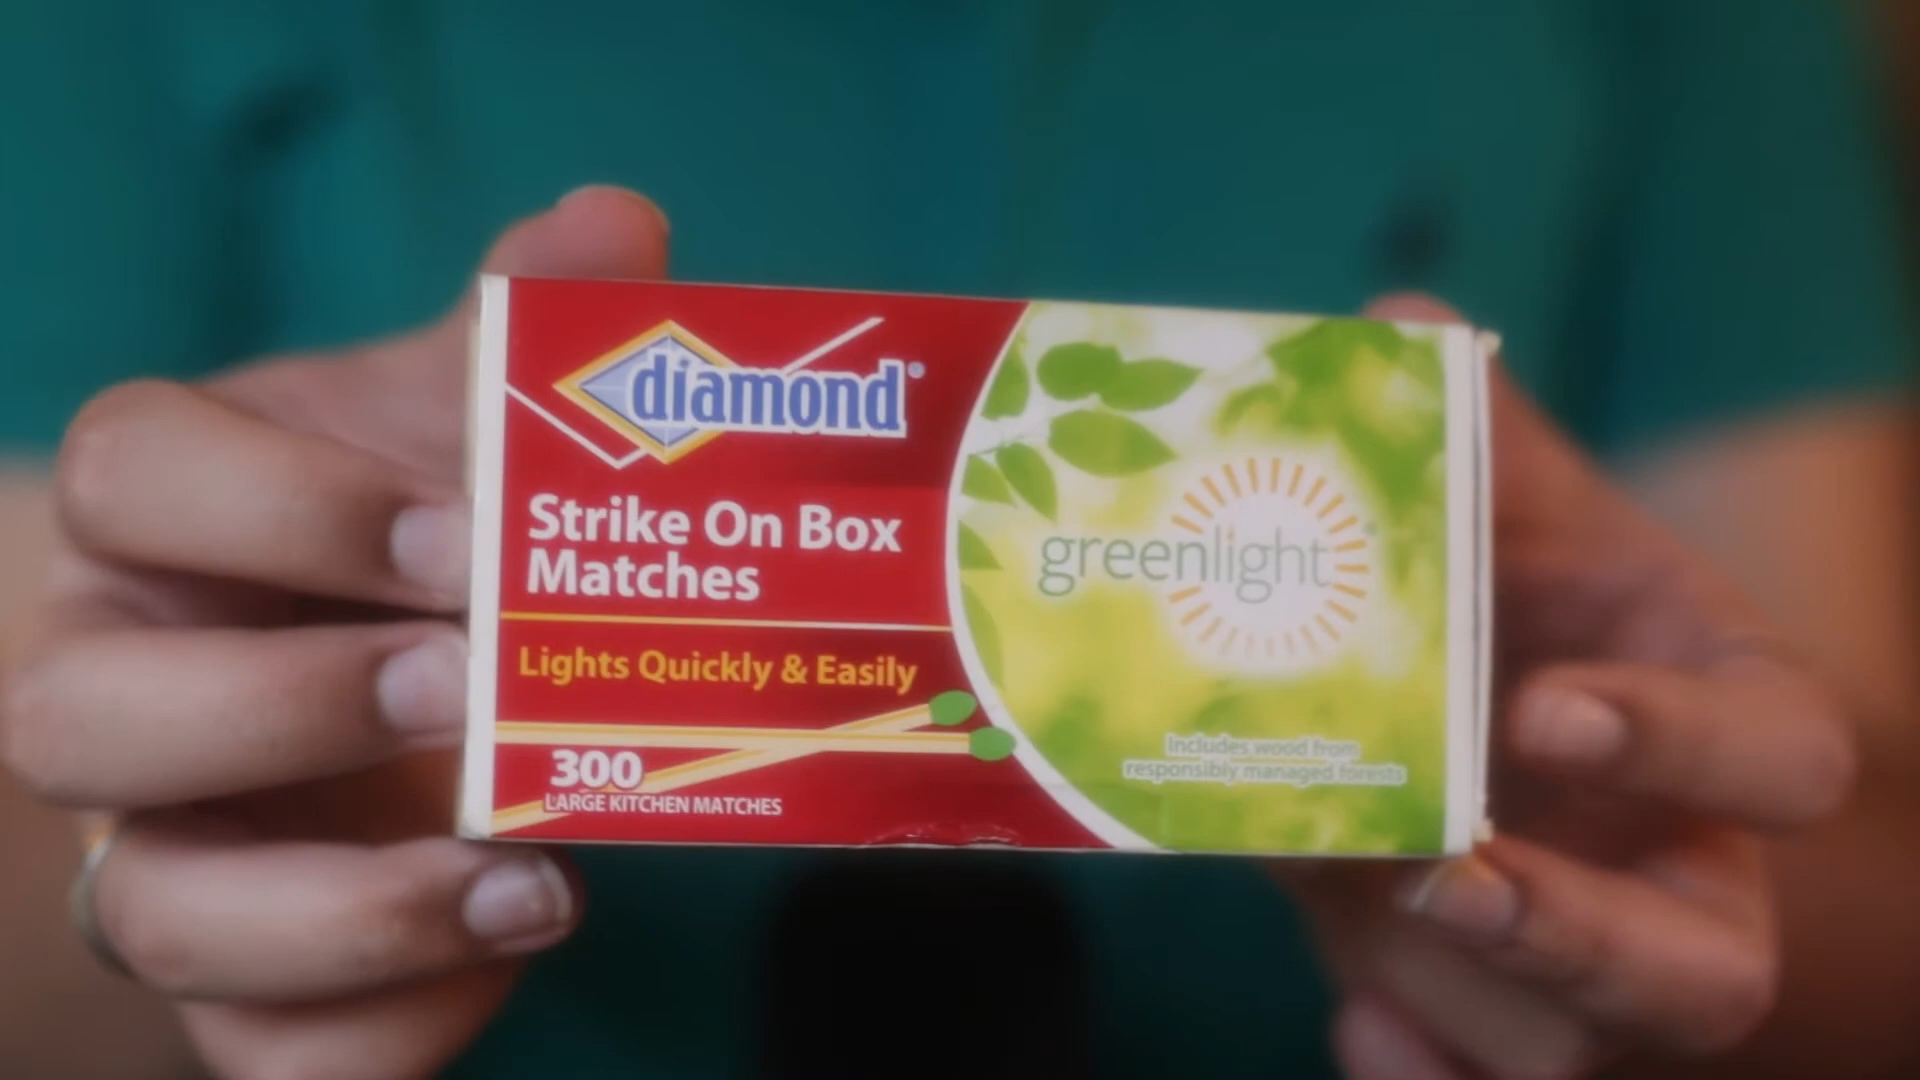 diamond®
Strike On Box
Matches
Lights Quickly & Easily
300
LARGE KITCHEN MATCHES
greenlight
Includes wood from
responsibly managed forests